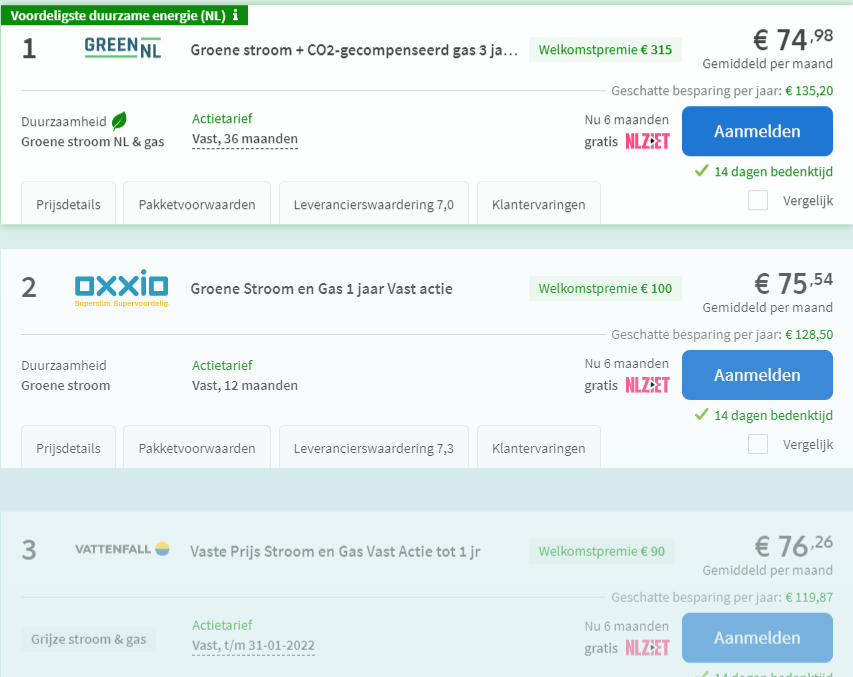 Voordeligste duurzame energie (NL) i
1
GREEN NL
Groene stroom + CO2-gecompenseerd gas 3 ja...
Welkomstpremie € 315
€ 74,98
Gemiddeld per maand
Geschatte besparing per jaar: € 135,20
Duurzaamheid
Groene stroom NL & gas
Actietarief
Vast, 36 maanden
Nu 6 maanden
gratis NLZIET
Aanmelden
14 dagen bedenktijd
Prijsdetails
Pakketvoorwaarden
Leverancierswaardering 7,0
Klantervaringen
Vergelijk
2
oxxio
Superslim. Supervoordelig.
Groene Stroom en Gas 1 jaar Vast actie
Welkomstpremie € 100
€ 75,54
Gemiddeld per maand
Geschatte besparing per jaar: € 128,50
Duurzaamheid
Groene stroom
Actietarief
Vast, 12 maanden
Nu 6 maanden
gratis NLZIET
Aanmelden
14 dagen bedenktijd
Prijsdetails
Pakketvoorwaarden
Leverancierswaardering 7,3
Klantervaringen
Vergelijk
3
VATTENFALL
Vaste Prijs Stroom en Gas Vast Actie tot 1 jr
Welkomstpremie € 90
€ 76,26
Gemiddeld per maand
Geschatte besparing per jaar: € 119,87
Grijze stroom & gas
Actietarief
Vast, t/m 31-01-2022
Nu 6 maanden
gratis NLZIET
Aanmelden
14 dagen bedenktijd